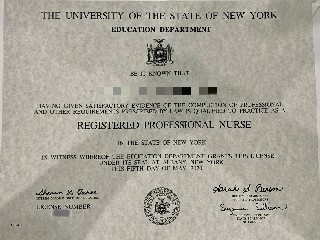 THE UNIVERSITY OF THE STATE OF NEW YORK
EDUCATION DEPARTMENT
BE IT KNOWN THAT
HAVING GIVEN SATISFACTORY EVIDENCE OF THE COMPLETION OF PROFESSIONAL
AND OTHER REQUIREMENTS PRESCRIBED BY LAW IS QUALIFIED TO PRACTICE AS A
REGISTERED PROFESSIONAL NURSE
IN THE STATE OF NEW YORK
IN WITNESS WHEREOF THE EDUCATION DEPARTMENT GRANTS THIS LICENSE
UNDER ITS SEAL AT ALBANY, NEW YORK
THIS FIFTH DAY OF MAY, 
LICENSE NUMBER